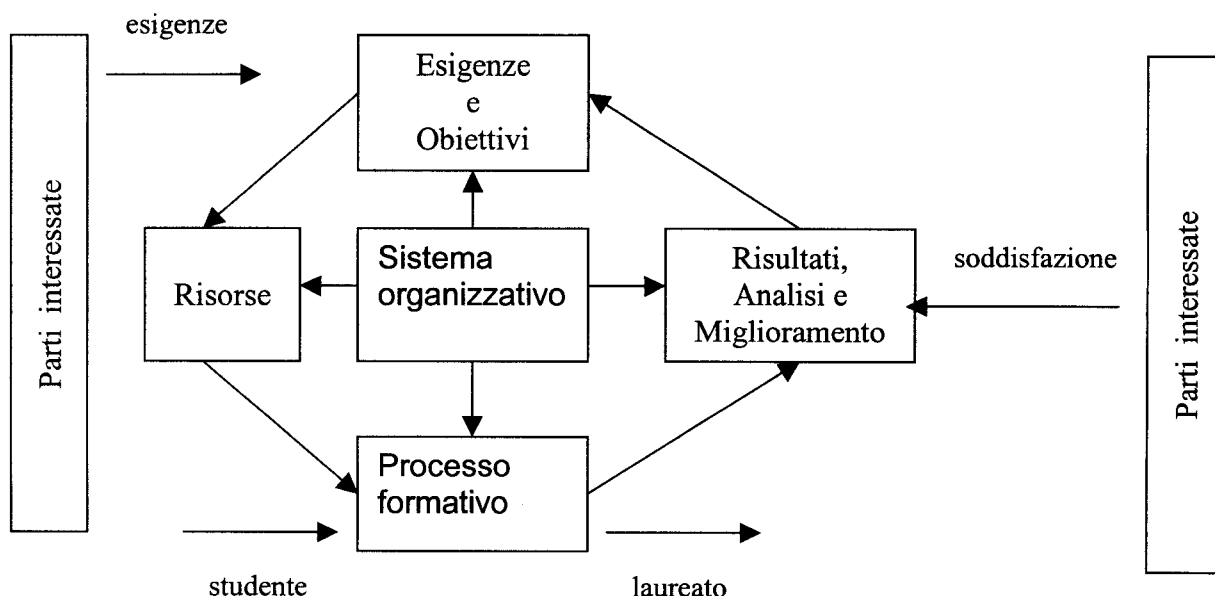 esigenze
Esigenze
e
Obiettivi
Parti interessate
Risorse
Sistema
organizzativo
Risultati,
Analisi e
Miglioramento
soddisfazione
Parti interessate
Processo
formativo
studente
laureato